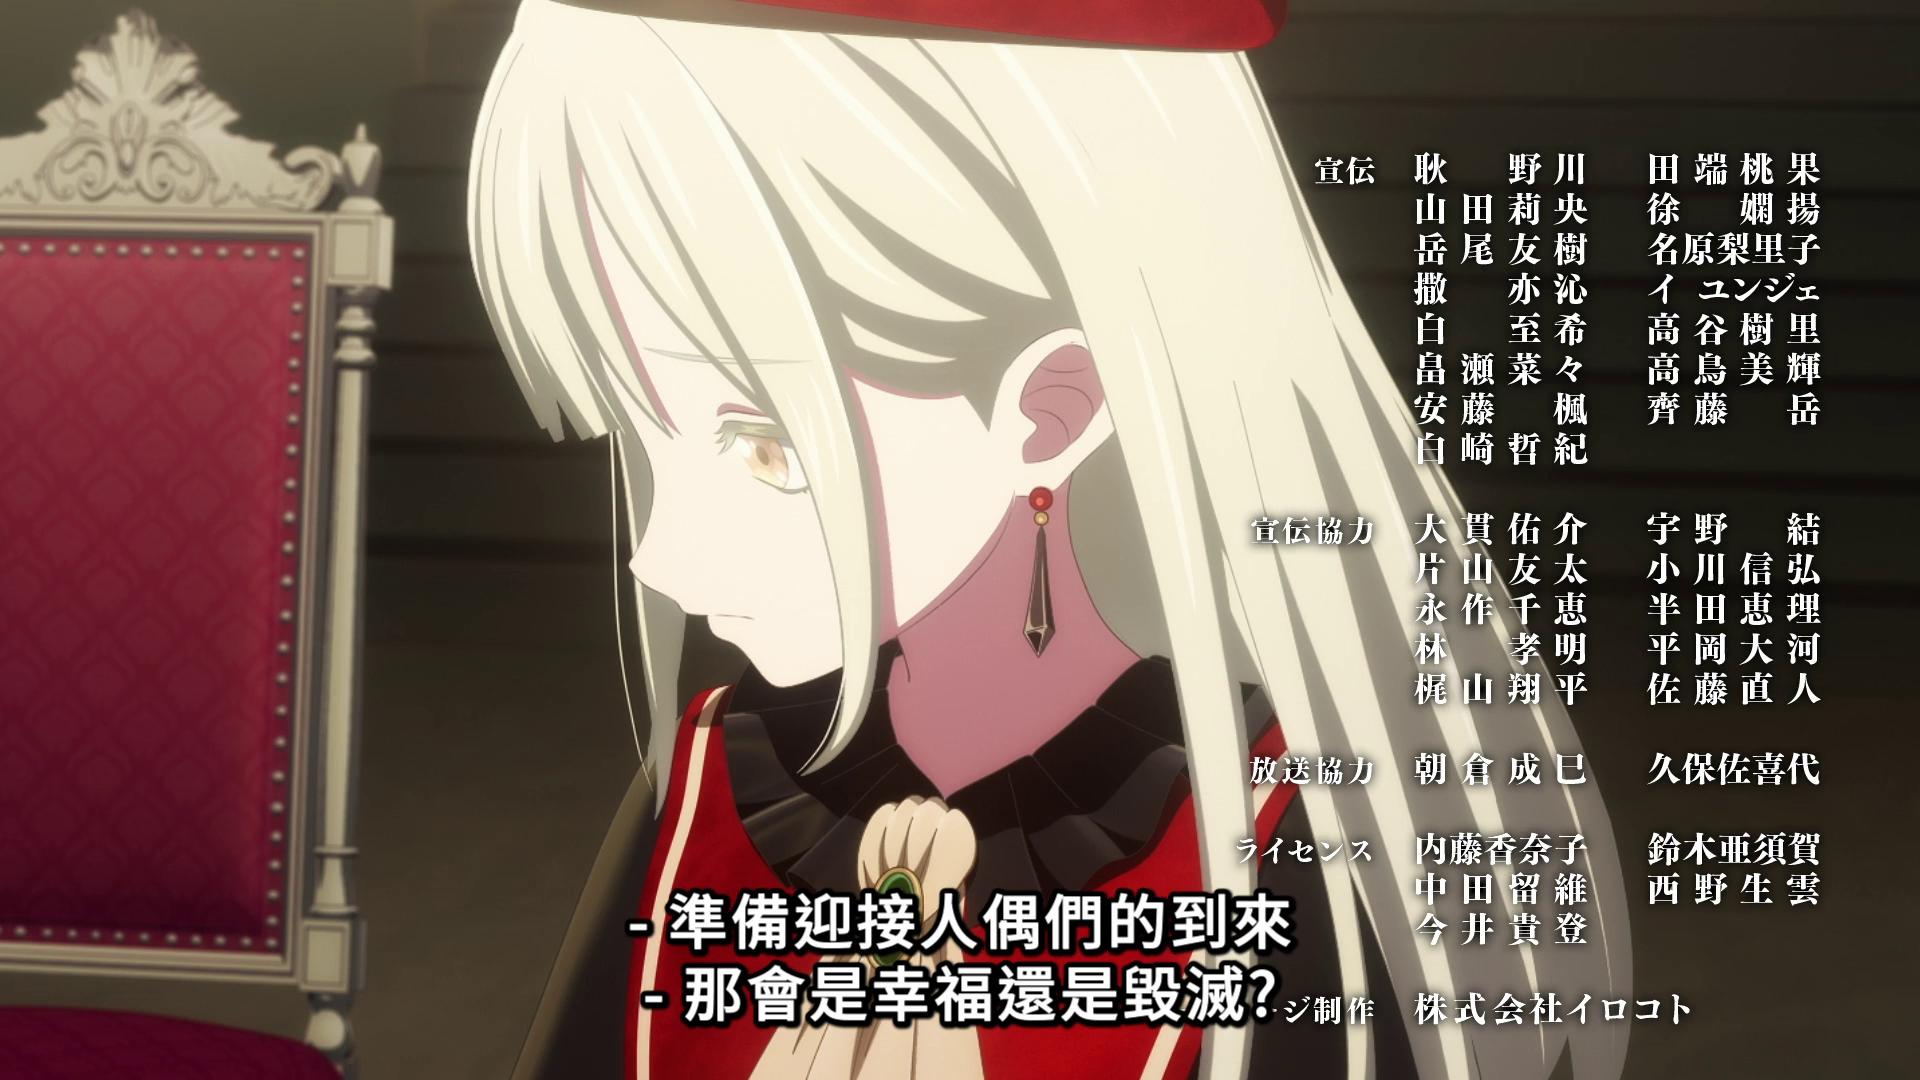 宣伝 耿野川 田端桃果
山田莉央 徐嫻揚
岳尾友樹 名原梨里子
撒亦沁 イユンジェ
白至希 高谷樹里
畠瀬菜々 高鳥美輝
安藤楓 齊藤岳
白崎哲紀
宣伝協力 大貫佑介 宇野結
片山友太 小川信弘
永作千恵 半田恵理
林孝明 平岡大河
梶山翔平 佐藤直人
放送協力 朝倉成巳 久保佐喜代
ライセンス 内藤香奈子 鈴木亜須賀
中田留維 西野生雲
今井貴登
- 準備迎接人偶們的到來
- 那會是幸福還是毀滅?
ジ制作 株式会社イロコト